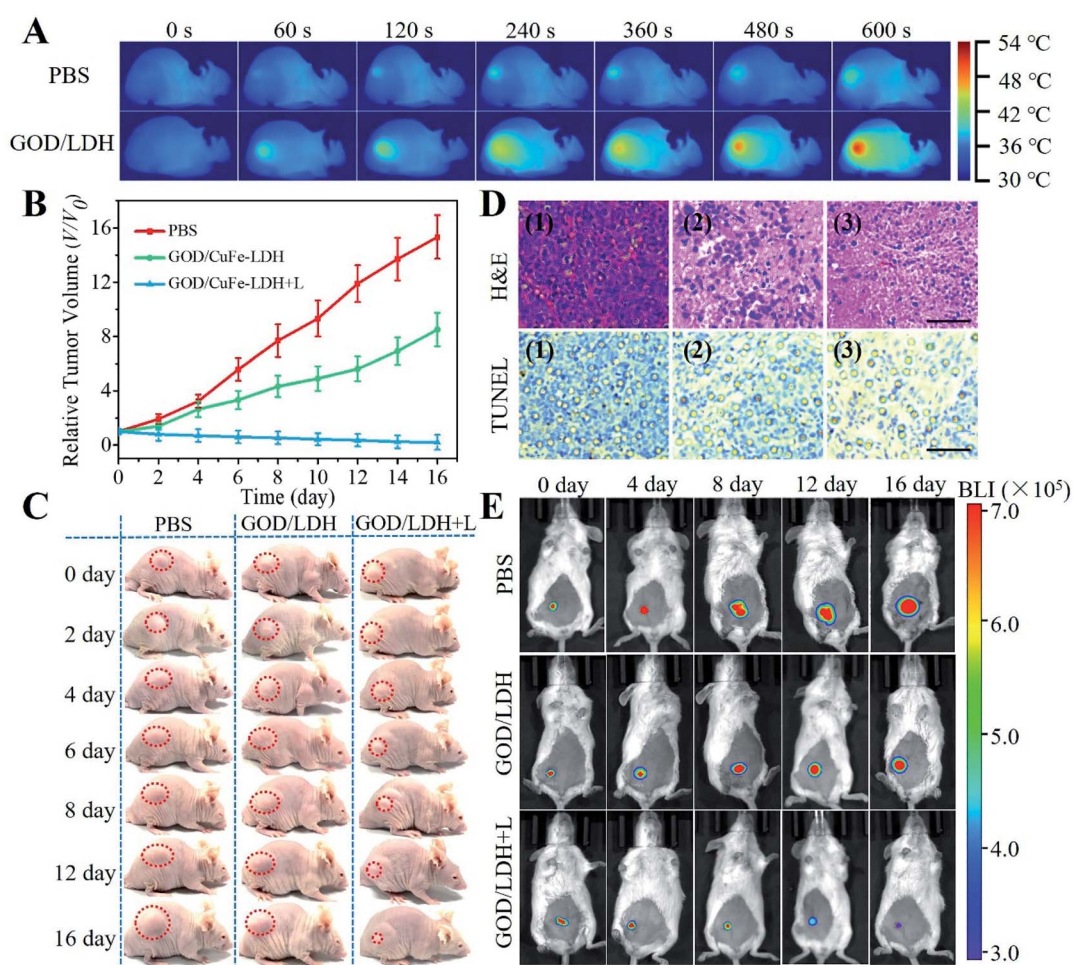 A
0 s 60 s 120 s 240 s 360 s 480 s 600 s
PBS
GOD/LDH
54 °C
48 °C
42 °C
36 °C
30 °C
B
Relative Tumor Volume (V/V0)
16
12
8
4
0
PBS
GOD/CuFe-LDH
GOD/CuFe-LDH+L
0 2 4 6 8 10 12 14 16
Time (day)
C
PBS GOD/LDH GOD/LDH+L
0 day
2 day
4 day
6 day
8 day
12 day
16 day
D
H&E
(1) (2) (3)
TUNEL
(1) (2) (3)
E
0 day 4 day 8 day 12 day 16 day
BLI (×10⁵)
PBS
GOD/LDH
GOD/LDH+L
7.0
6.0
5.0
4.0
3.0